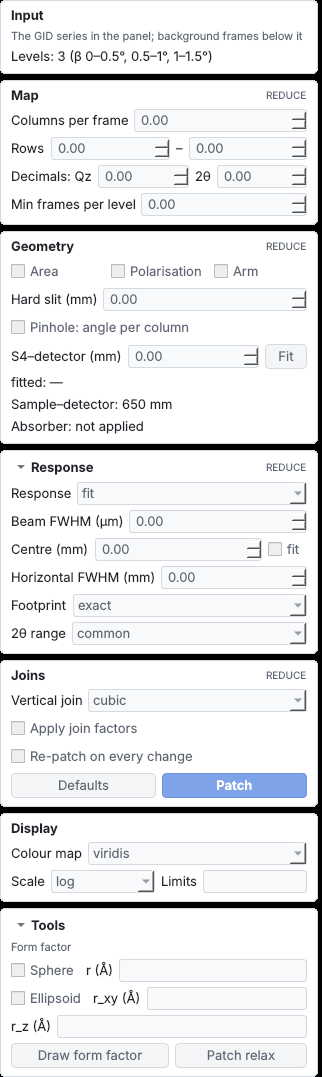 Input
The GID series in the panel; background frames below it
Levels: 3 (β 0–0.5°, 0.5–1°, 1–1.5°)
Map REDUCE
Columns per frame 0.00
Rows 0.00 – 0.00
Decimals: Qz 0.00 2θ 0.00
Min frames per level 0.00
Geometry REDUCE
Area Polarisation Arm
Hard slit (mm) 0.00
Pinhole: angle per column
S4–detector (mm) 0.00 Fit
fitted: —
Sample–detector: 650 mm
Absorber: not applied
Response REDUCE
Response fit
Beam FWHM (µm) 0.00
Centre (mm) 0.00 fit
Horizontal FWHM (mm) 0.00
Footprint exact
2θ range common
Joins REDUCE
Vertical join cubic
Apply join factors
Re-patch on every change
Defaults Patch
Display
Colour map viridis
Scale log Limits
Tools
Form factor
Sphere r (Å)
Ellipsoid r_xy (Å)
r_z (Å)
Draw form factor Patch relax